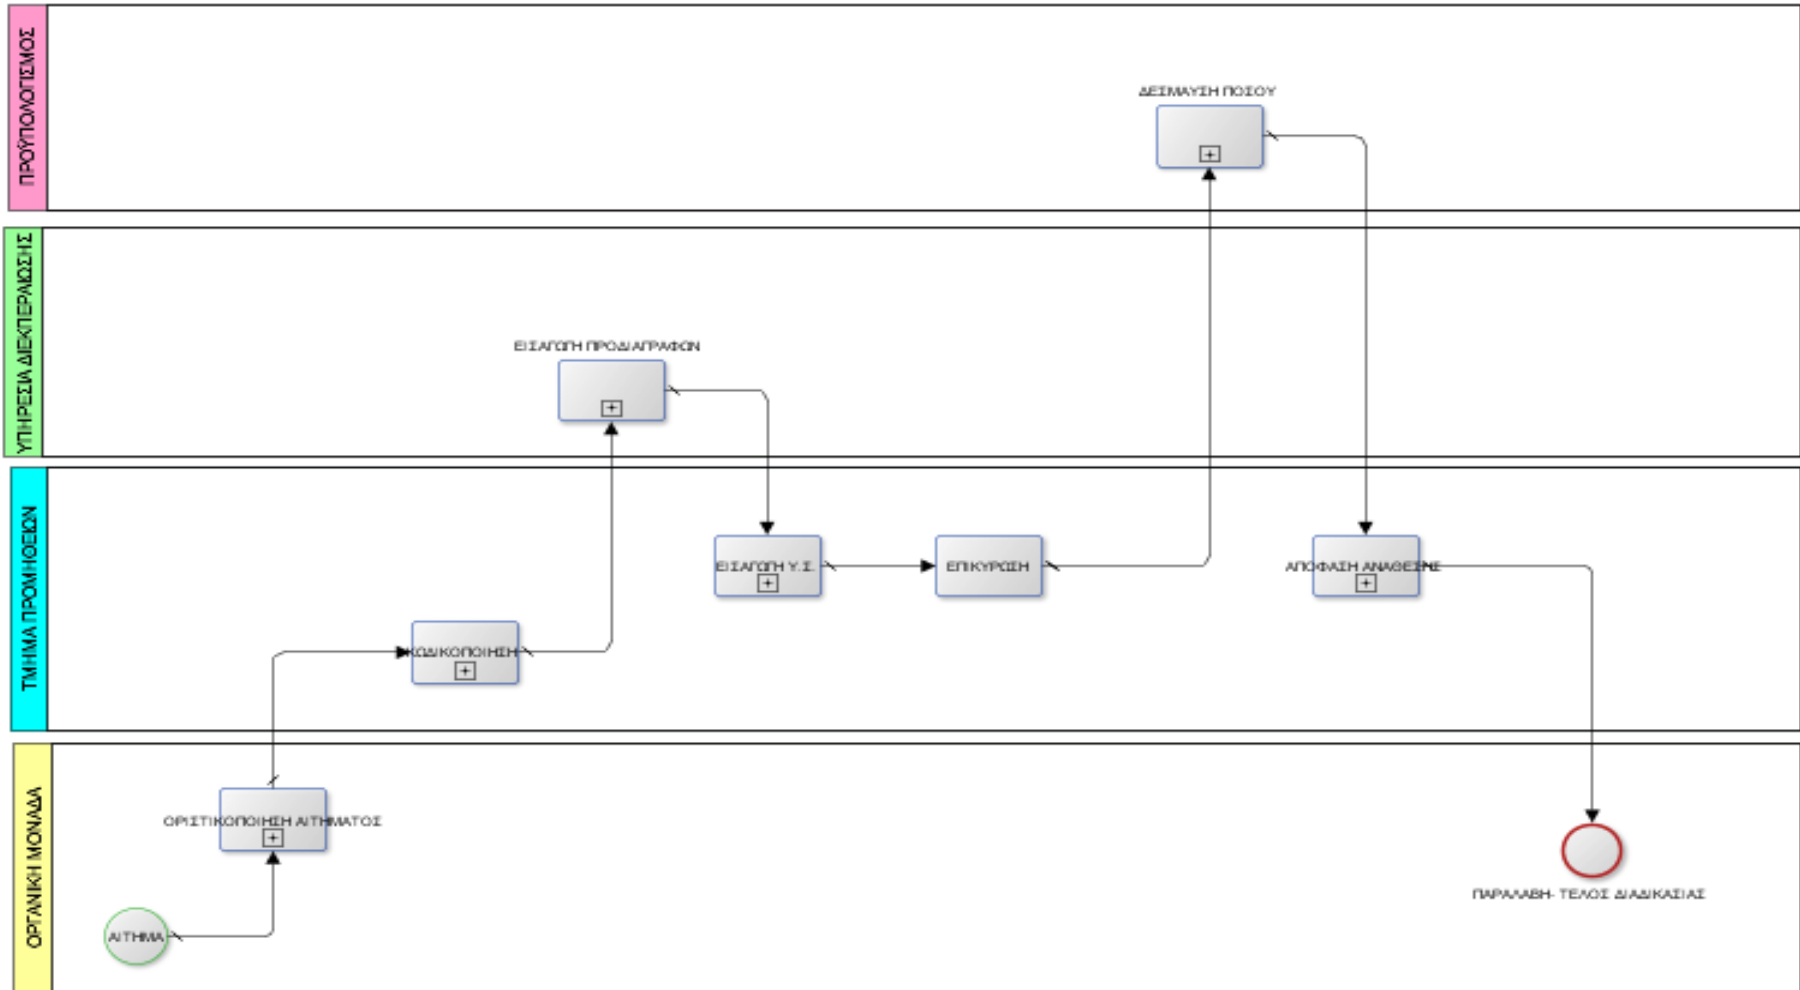 ΠΡΟΫΠΟΛΟΓΙΣΜΟΣ
ΔΕΣΜΑΥΣΗ ΠΟΣΟΥ
ΥΠΗΡΕΣΙΑ ΔΙΕΚΠΕΡΑΙΩΣΗΣ
ΕΙΣΑΓΩΓΗ ΠΡΟΔΙΑΓΡΑΦΩΝ
ΤΜΗΜΑ ΠΡΟΜΗΘΕΙΩΝ
ΕΙΣΑΓΩΓΗ Υ.Σ.
ΕΠΙΚΥΡΩΣΗ
ΑΠΟΦΑΣΗ ΑΝΑΘΕΣΗΣ
ΚΩΔΙΚΟΠΟΙΗΣΗ
ΟΡΓΑΝΙΚΗ ΜΟΝΑΔΑ
ΟΡΙΣΤΙΚΟΠΟΙΗΣΗ ΑΙΤΗΜΑΤΟΣ
ΠΑΡΑΛΑΒΗ- ΤΕΛΟΣ ΔΙΑΔΙΚΑΣΙΑΣ
ΑΙΤΗΜΑ